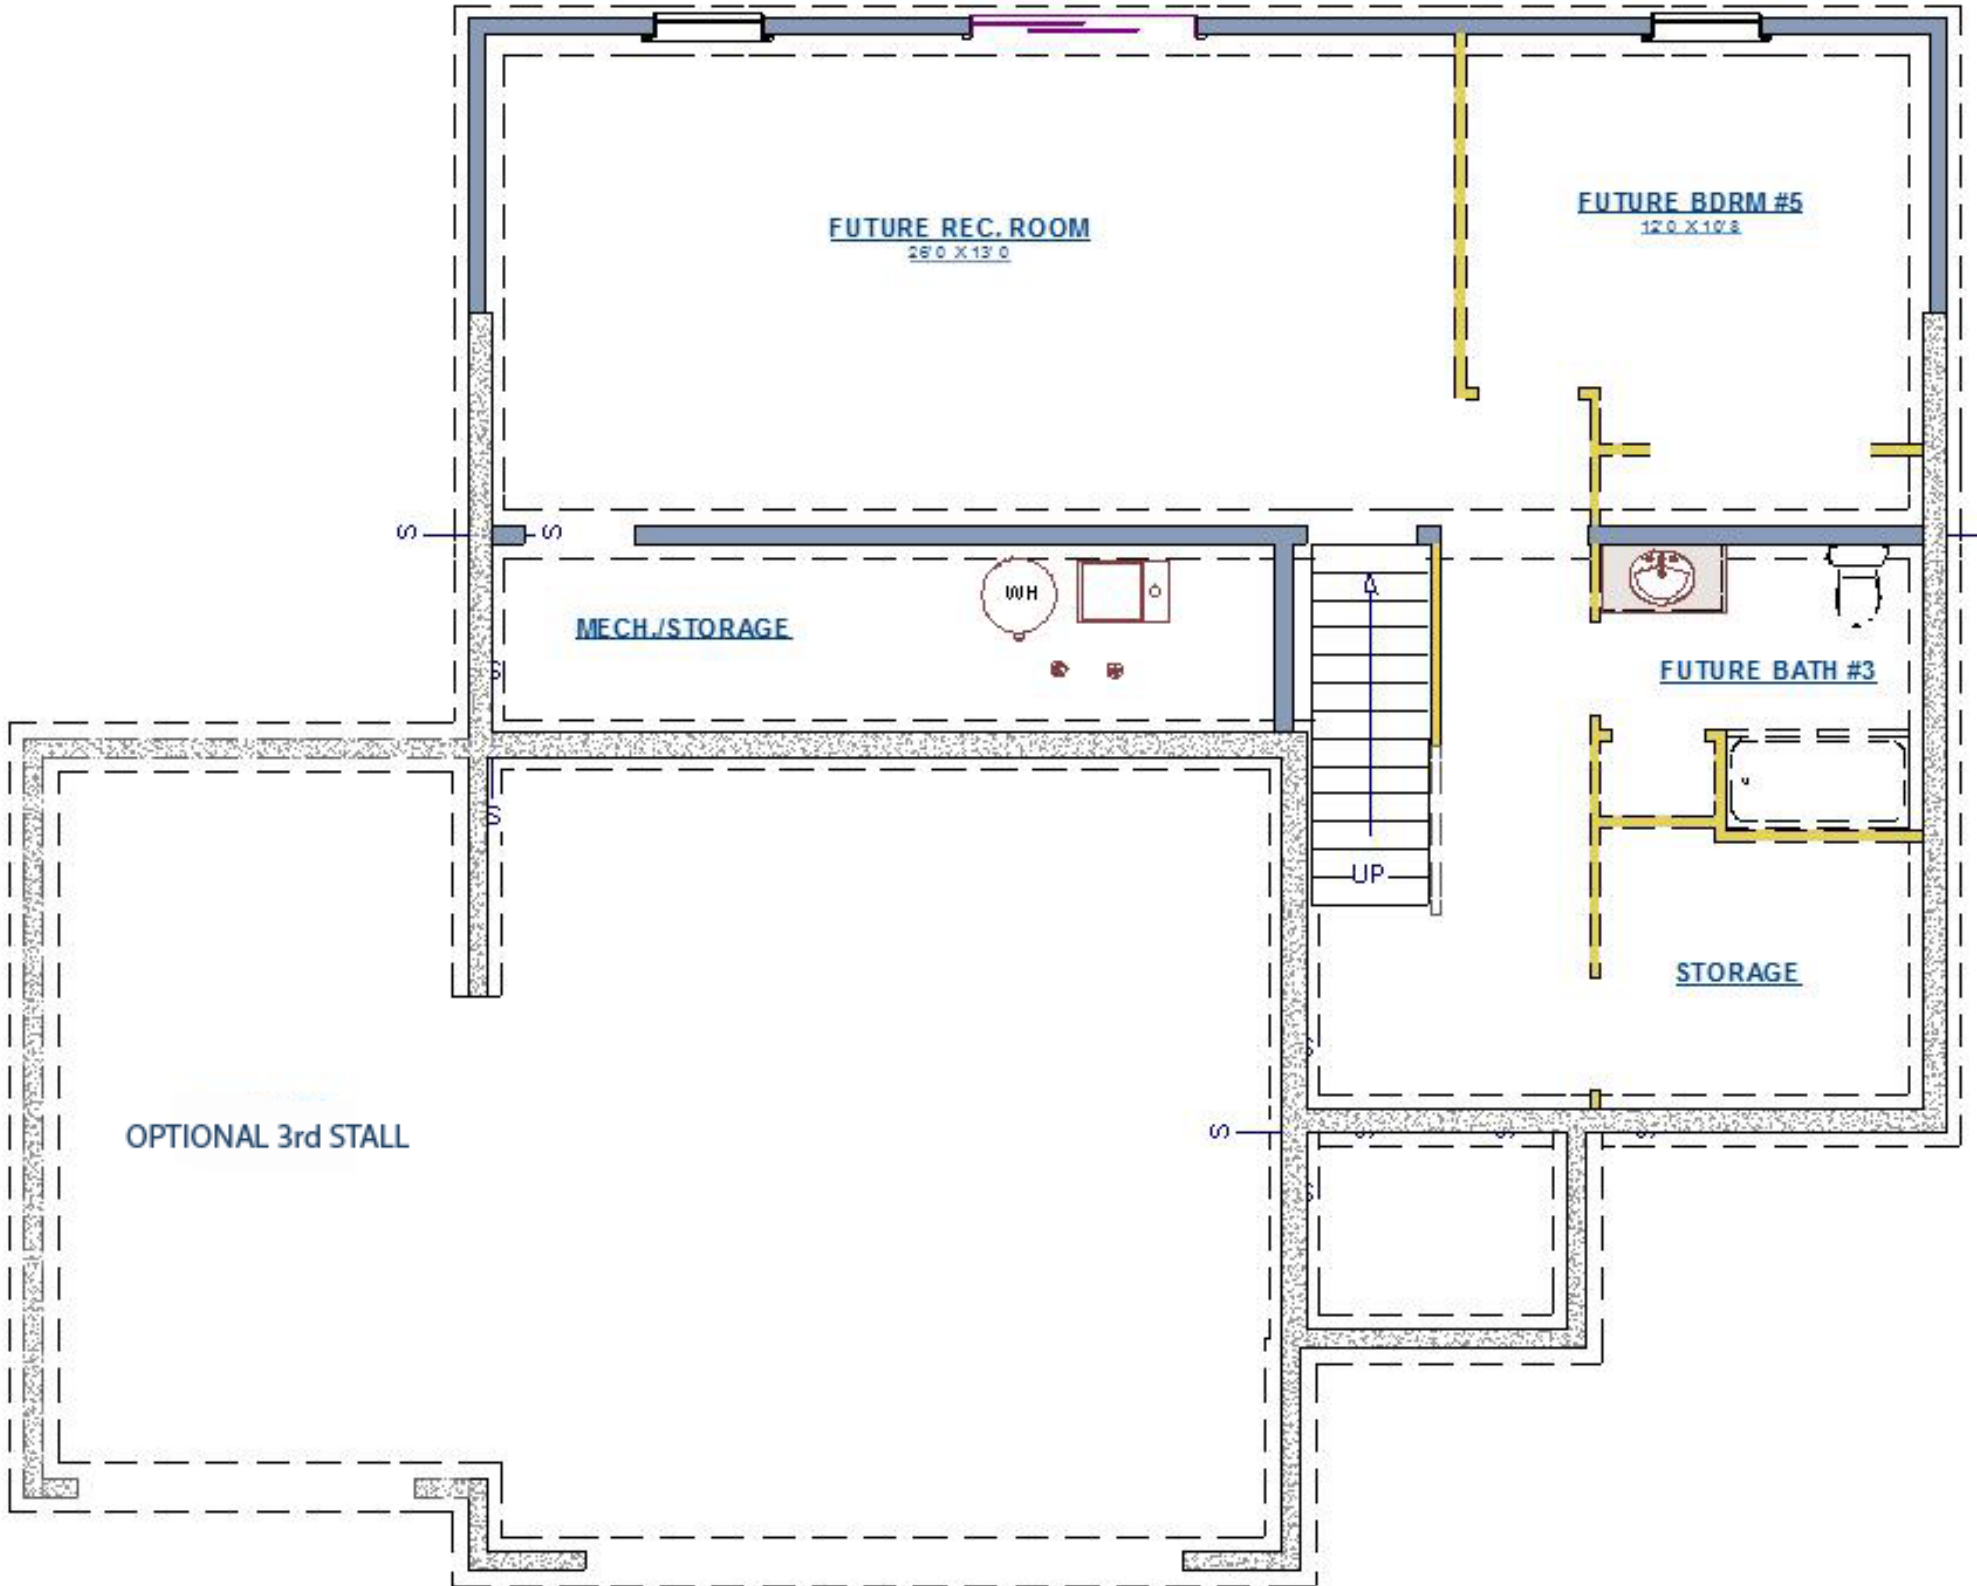 FUTURE REC. ROOM
26'0 X 13'0
FUTURE BDRM #5
12'0 X 10'8
S
S
MECH./STORAGE
WH
S
FUTURE BATH #3
S
UP
STORAGE
S
OPTIONAL 3rd STALL
S
S
S
S
S